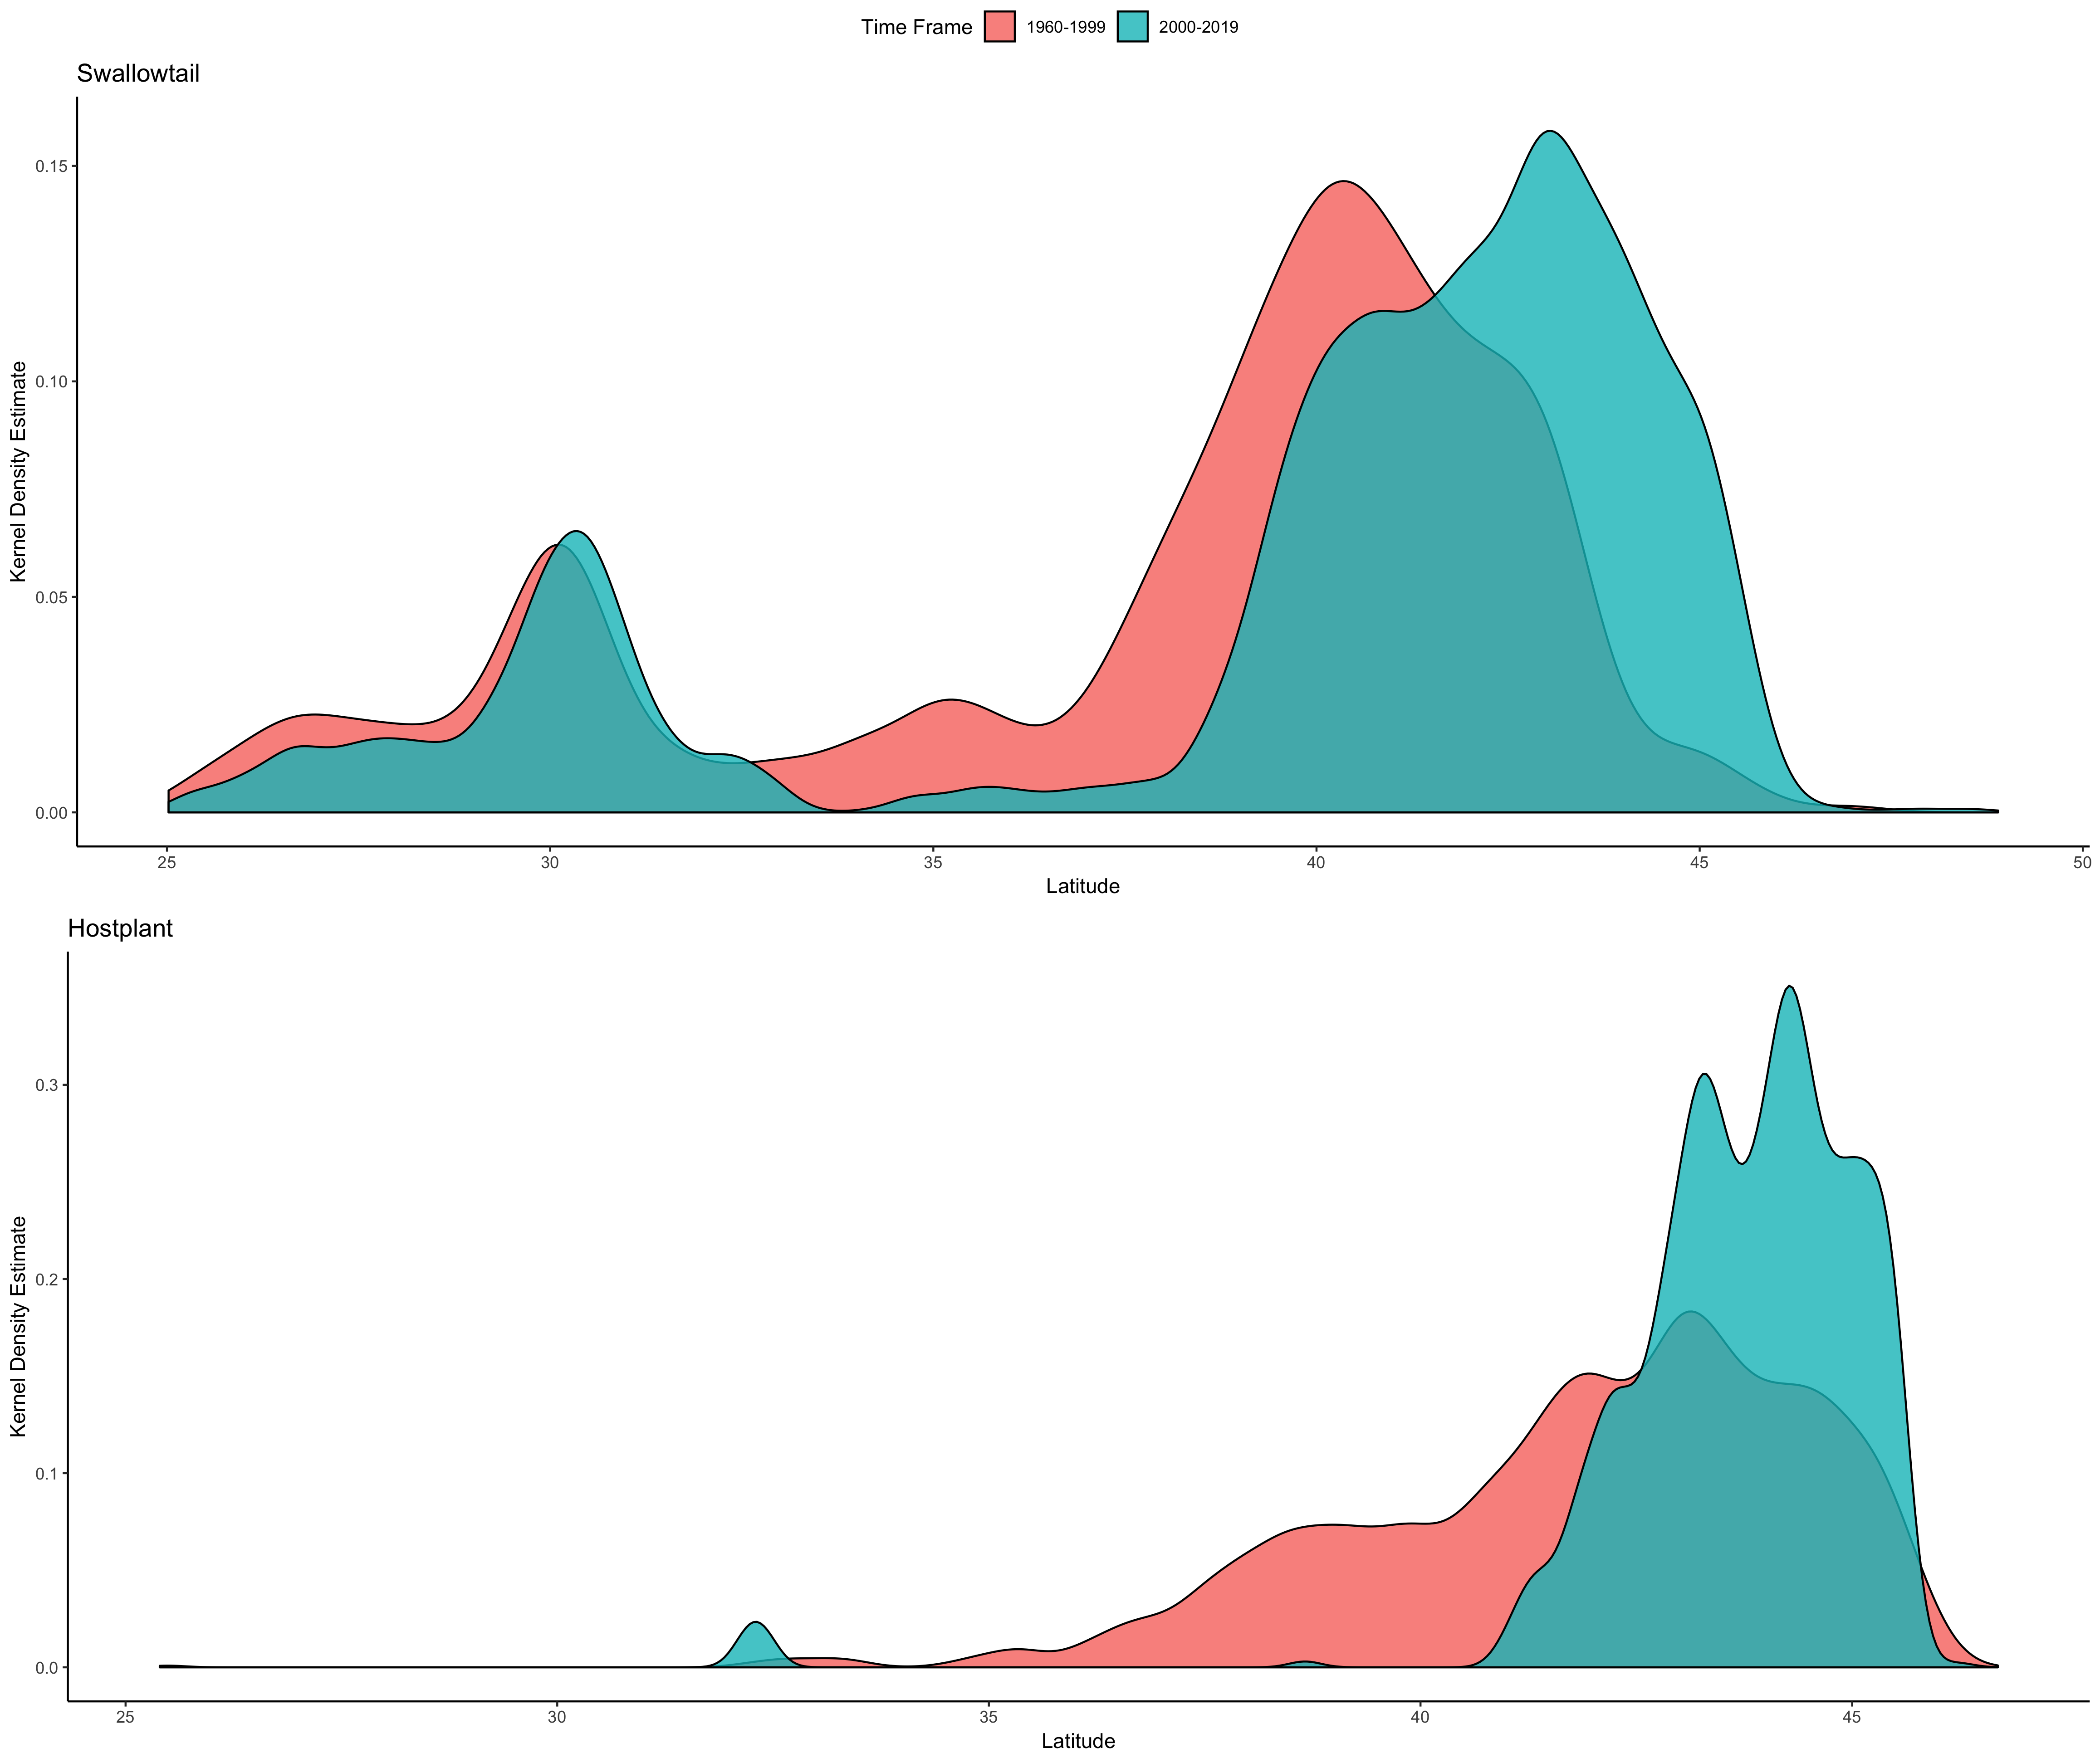 Time Frame 1960-1999 2000-2019
Swallowtail
Kernel Density Estimate
0.15
0.10
0.05
0.00
25 30 35 40 45 50
Latitude
Hostplant
Kernel Density Estimate
0.3
0.2
0.1
0.0
25 30 35 40 45
Latitude